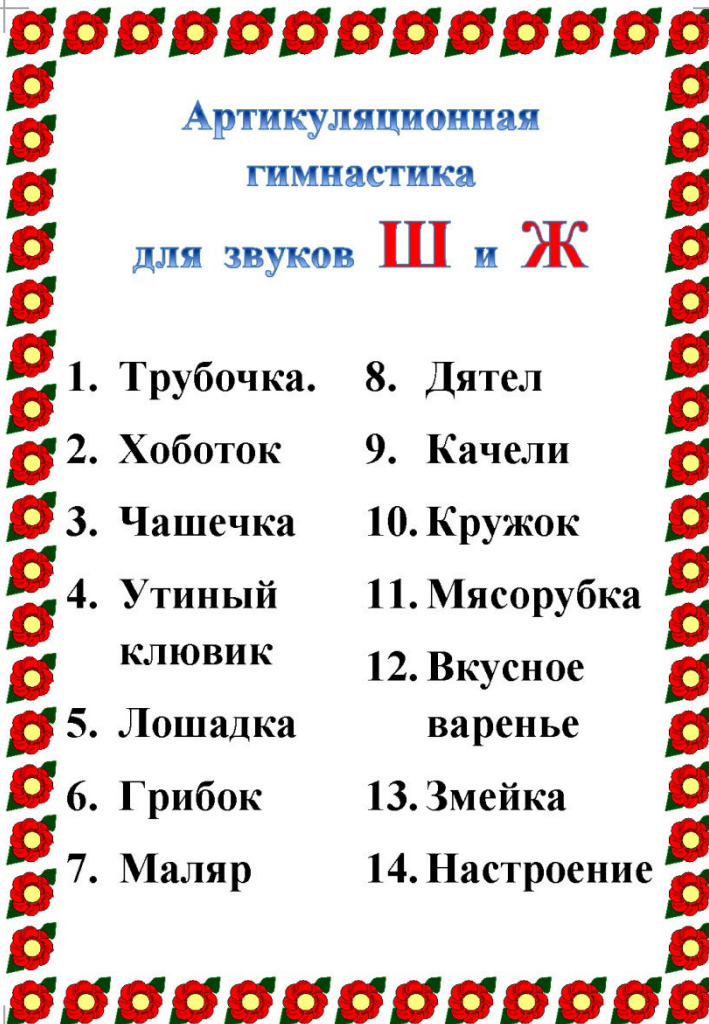 Артикуляционная
гимнастика
для звуков Ш и Ж
1. Трубочка.
2. Хоботок
3. Чашечка
4. Утиный
клювик
5. Лошадка
6. Грибок
7. Маляр
8. Дятел
9. Качели
10. Кружок
11. Мясорубка
12. Вкусное
варенье
13. Змейка
14. Настроение